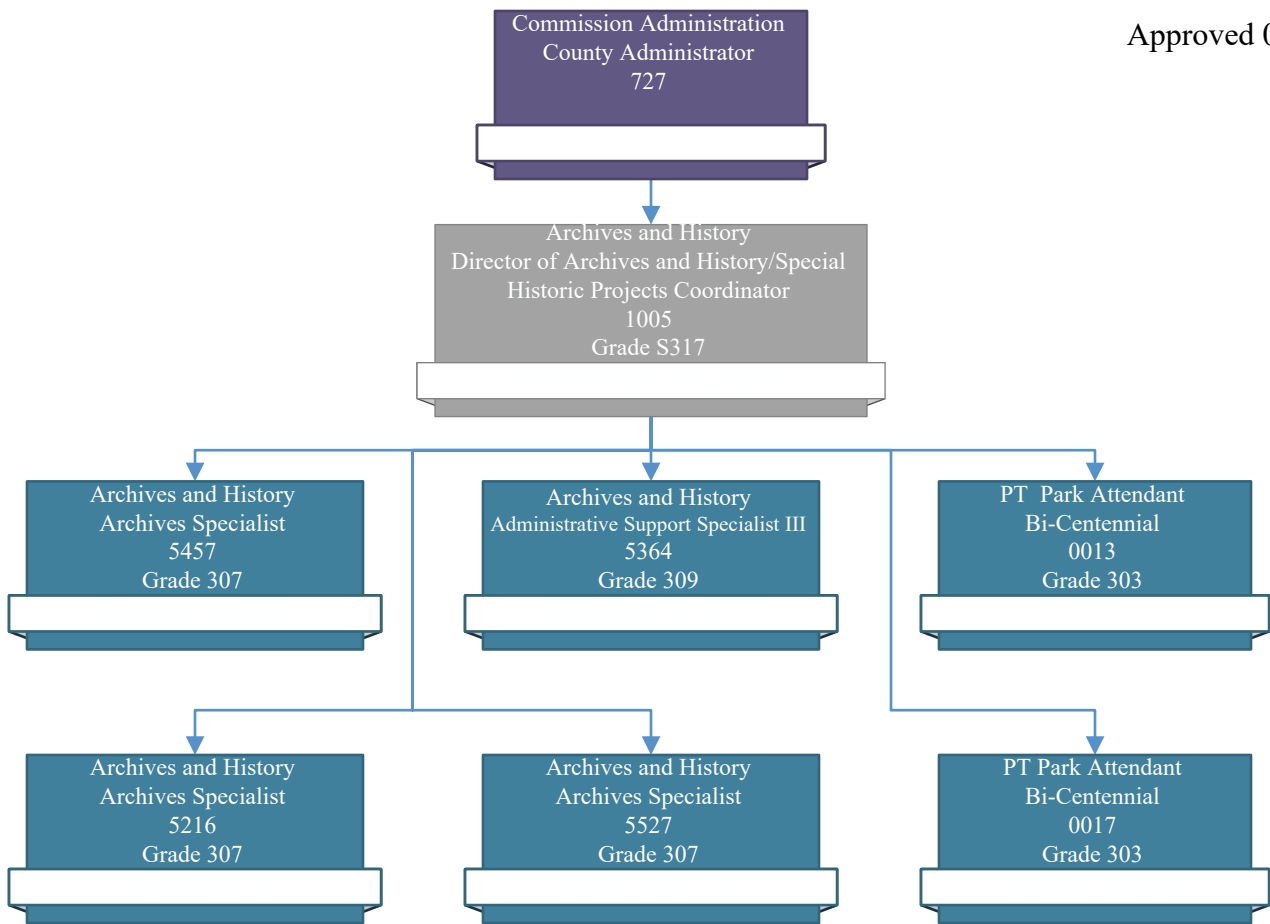 Commission Administration
County Administrator
727
Approved
Archives and History
Director of Archives and History/Special
Historic Projects Coordinator
1005
Grade S317
Archives and History
Archives Specialist
5457
Grade 307
Archives and History
Administrative Support Specialist III
5364
Grade 309
PT Park Attendant
Bi-Centennial
0013
Grade 303
Archives and History
Archives Specialist
5216
Grade 307
Archives and History
Archives Specialist
5527
Grade 307
PT Park Attendant
Bi-Centennial
0017
Grade 303